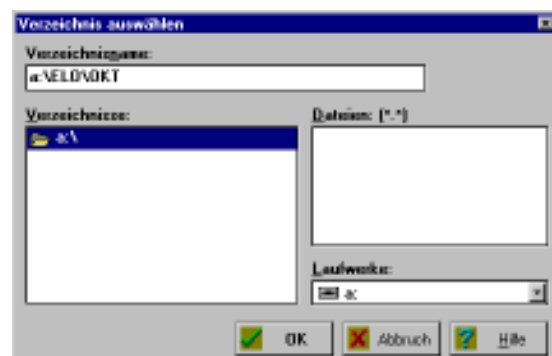 Verzeichnis auswählen
Verzeichnisname:
a:\ELO\OKT
Verzeichnisse:
Dateien: (*.*)
a:\
Laufwerke:
a:
OK
Abbruch
Hilfe